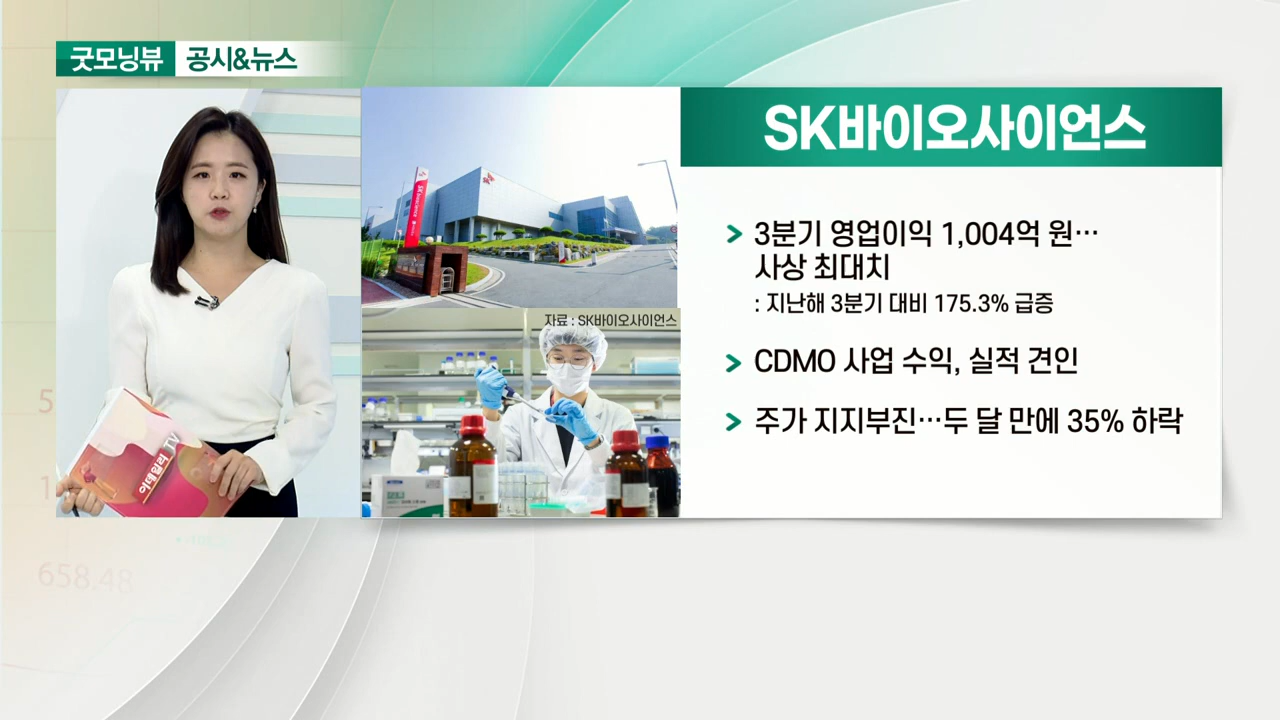 굿모닝뷰 공시&뉴스
SK바이오사이언스
3분기 영업이익 1,004억 원…
사상 최대치
: 지난해 3분기 대비 175.3% 급증
CDMO 사업 수익, 실적 견인
주가 지지부진…두 달 만에 35% 하락
자료 : SK바이오사이언스
이데일리 TV
658.48